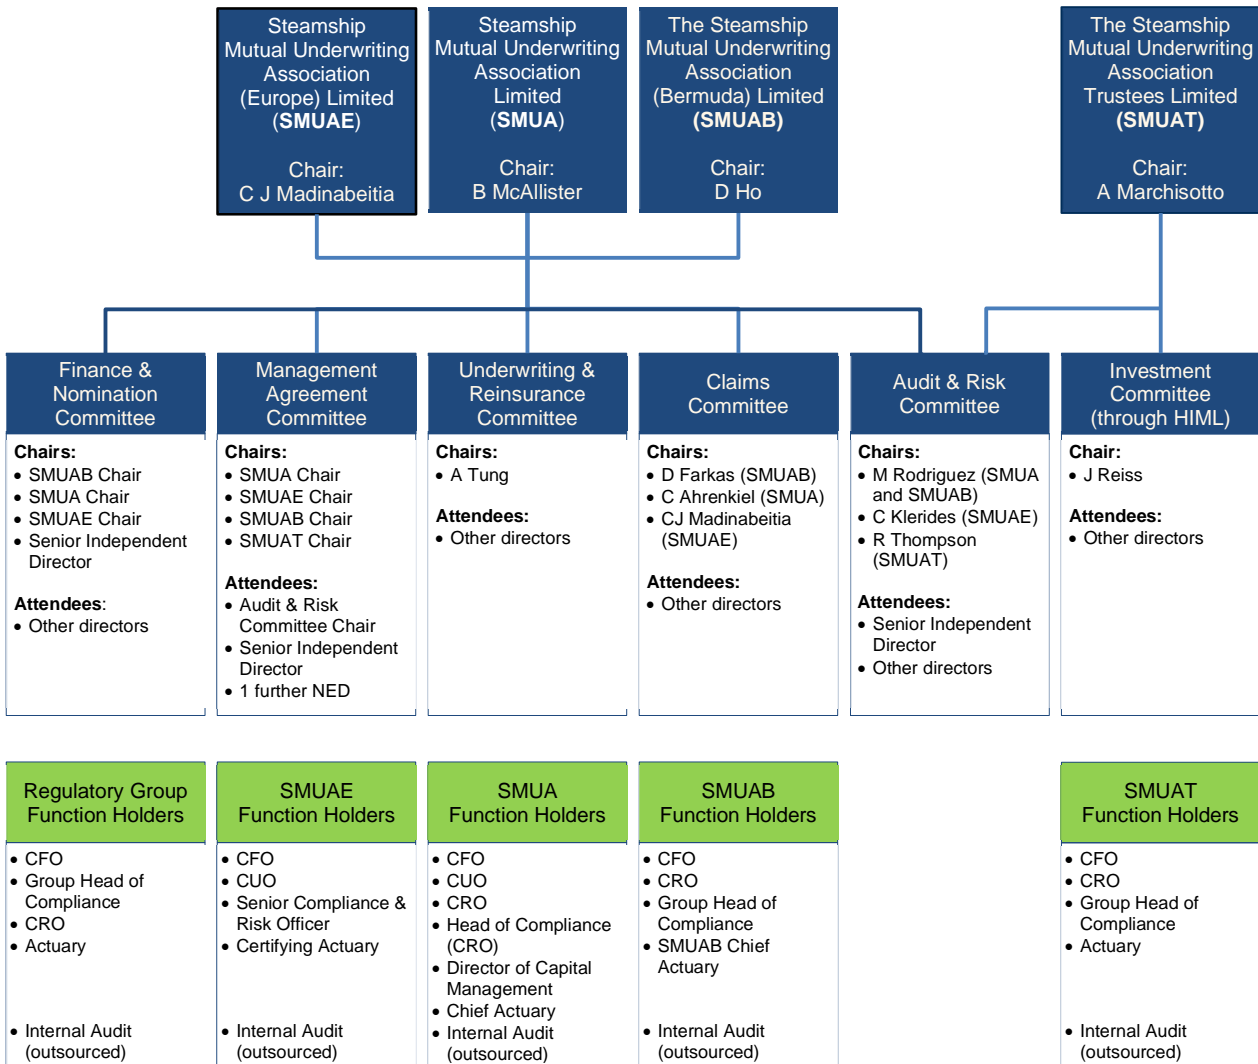 Steamship
Mutual Underwriting
Association
(Europe) Limited
(SMUAE)
Chair:
C J Madinabeitia
Steamship
Mutual Underwriting
Association
Limited
(SMUA)
Chair:
B McAllister
The Steamship
Mutual Underwriting
Association
(Bermuda) Limited
(SMUAB)
Chair:
D Ho
The Steamship
Mutual Underwriting
Association
Trustees Limited
(SMUAT)
Chair:
A Marchisotto
Finance &
Nomination
Committee
Chairs:
• SMUAB Chair
• SMUA Chair
• SMUAE Chair
• Senior Independent
Director
Attendees:
• Other directors
Management
Agreement
Committee
Chairs:
• SMUA Chair
• SMUAE Chair
• SMUAB Chair
• SMUAT Chair
Attendees:
• Audit & Risk
Committee Chair
• Senior Independent
Director
• 1 further NED
Underwriting &
Reinsurance
Committee
Chairs:
• A Tung
Attendees:
• Other directors
Claims
Committee
Chairs:
• D Farkas (SMUAB)
• C Ahrenkiel (SMUA)
• CJ Madinabeitia
(SMUAE)
Attendees:
• Other directors
Audit & Risk
Committee
Chairs:
• M Rodriguez (SMUA
and SMUAB)
• C Klerides (SMUAE)
• R Thompson
(SMUAT)
Attendees:
• Senior Independent
Director
• Other directors
Investment
Committee
(through HIML)
Chair:
• J Reiss
Attendees:
• Other directors
Regulatory Group
Function Holders
• CFO
• Group Head of
Compliance
• CRO
• Actuary
• Internal Audit
(outsourced)
SMUAE
Function Holders
• CFO
• CUO
• Senior Compliance &
Risk Officer
• Certifying Actuary
• Internal Audit
(outsourced)
SMUA
Function Holders
• CFO
• CUO
• CRO
• Head of Compliance
(CRO)
• Director of Capital
Management
• Chief Actuary
• Internal Audit
(outsourced)
SMUAB
Function Holders
• CFO
• CRO
• Group Head of
Compliance
• SMUAB Chief
Actuary
• Internal Audit
(outsourced)
SMUAT
Function Holders
• CFO
• CRO
• Group Head of
Compliance
• Actuary
• Internal Audit
(outsourced)